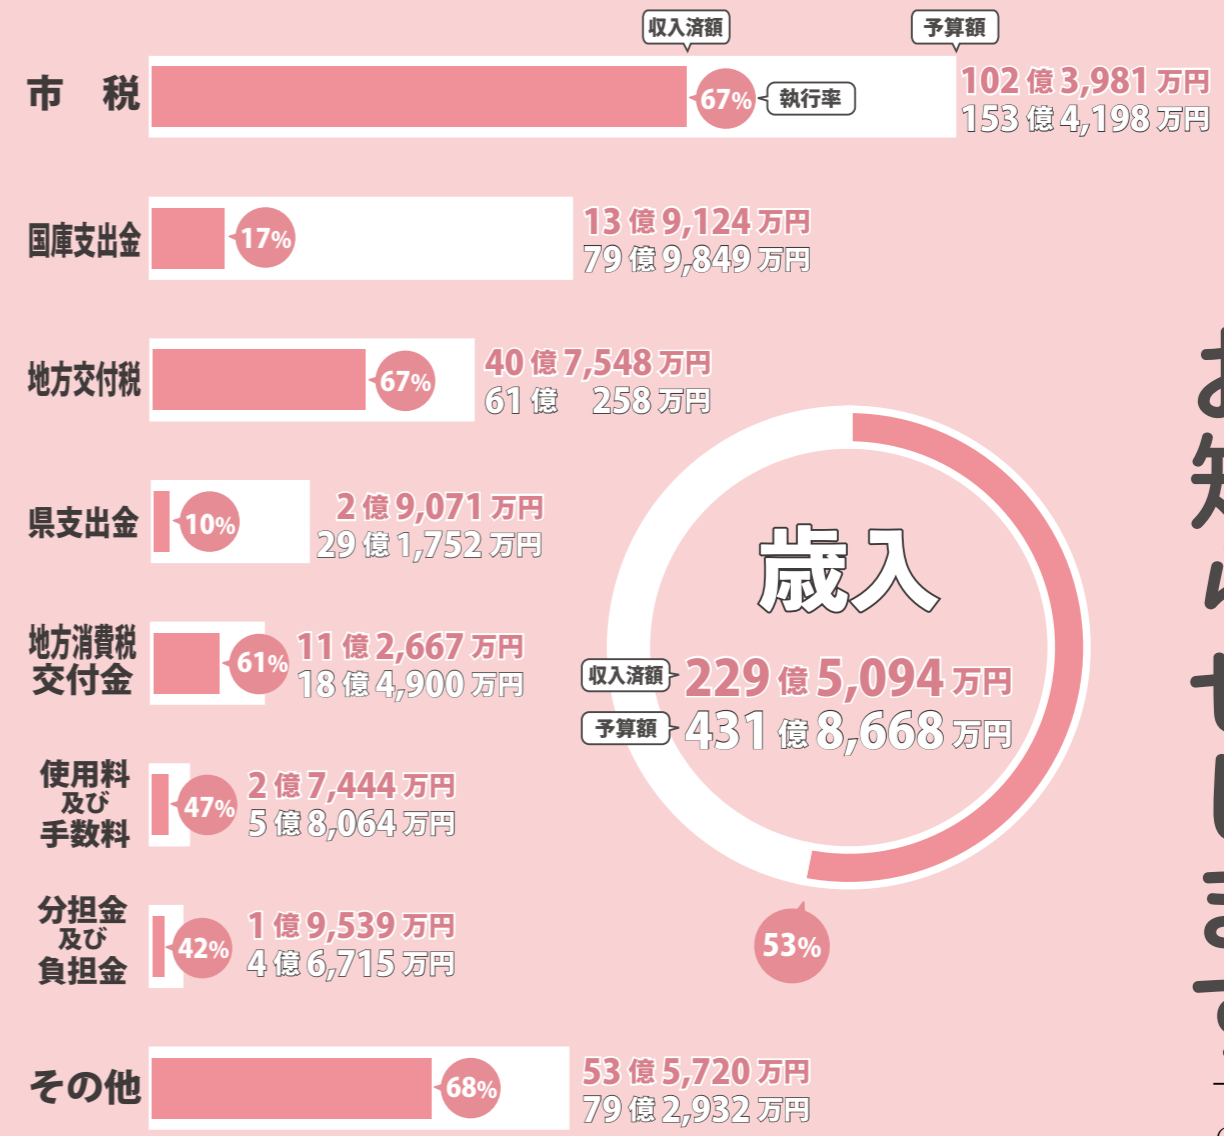 収入済額 予算額
市 税
67% 執行率
102億3,981万円
153億4,198万円
国庫支出金
17%
13億9,124万円
79億9,849万円
地方交付税
67%
40億7,548万円
61億 258万円
県支出金
10%
2億9,071万円
29億1,752万円
地方消費税
交付金
61%
11億2,667万円
18億4,900万円
使用料
及び
手数料
47%
2億7,444万円
5億8,064万円
分担金
及び
負担金
42%
1億9,539万円
4億6,715万円
その他
68%
53億5,720万円
79億2,932万円
歳入
収入済額 229億5,094万円
予算額 431億8,668万円
53%